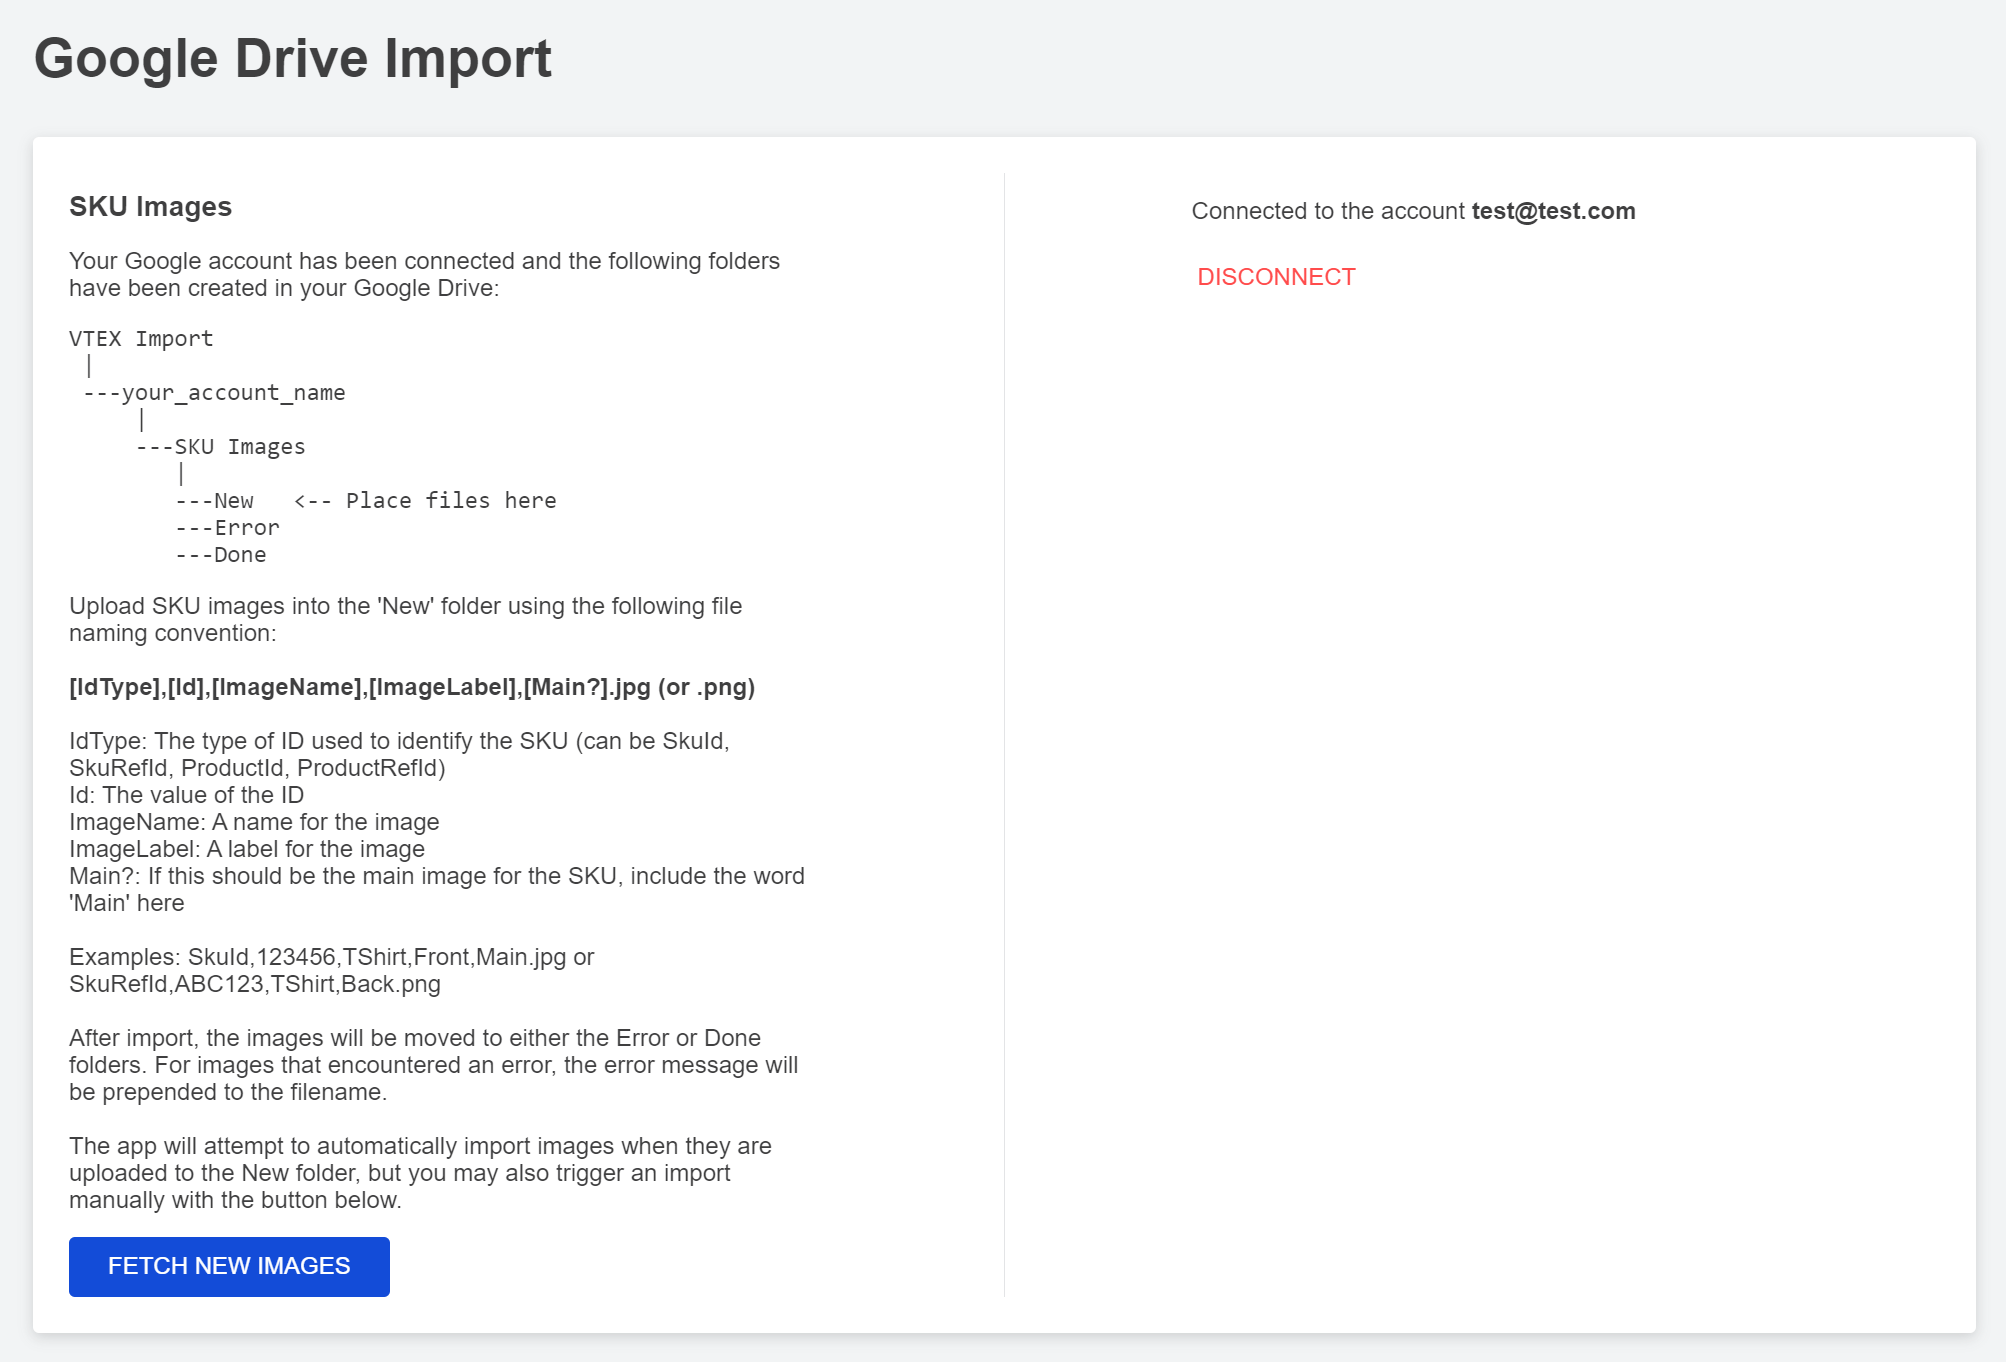 Google Drive Import
SKU Images
Your Google account has been connected and the following folders
have been created in your Google Drive:
VTEX Import
 |
 ---your_account_name
     |
     ---SKU Images
        |
        ---New   <-- Place files here
        ---Error
        ---Done
Upload SKU images into the 'New' folder using the following file
naming convention:
[IdType],[Id],[ImageName],[ImageLabel],[Main?].jpg (or .png)
IdType: The type of ID used to identify the SKU (can be SkuId,
SkuRefId, ProductId, ProductRefId)
Id: The value of the ID
ImageName: A name for the image
ImageLabel: A label for the image
Main?: If this should be the main image for the SKU, include the word
'Main' here
Examples: SkuId,123456,TShirt,Front,Main.jpg or
SkuRefId,ABC123,TShirt,Back.png
After import, the images will be moved to either the Error or Done
folders. For images that encountered an error, the error message will
be prepended to the filename.
The app will attempt to automatically import images when they are
uploaded to the New folder, but you may also trigger an import
manually with the button below.
FETCH NEW IMAGES
Connected to the account test@test.com
DISCONNECT